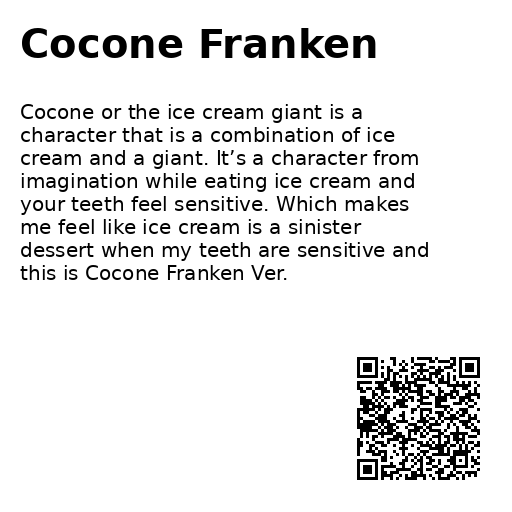 Cocone Franken
Cocone or the ice cream giant is a
character that is a combination of ice
cream and a giant. It’s a character from
imagination while eating ice cream and
your teeth feel sensitive. Which makes
me feel like ice cream is a sinister
dessert when my teeth are sensitive and
this is Cocone Franken Ver.